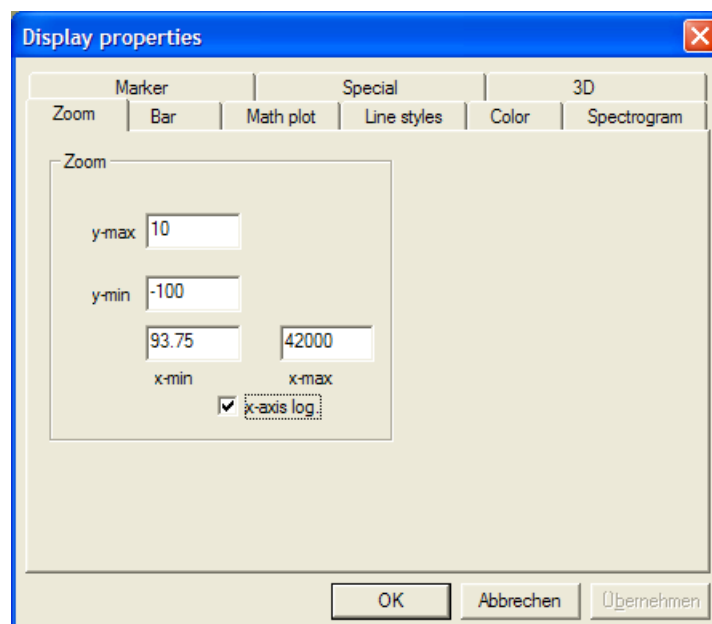 Display properties
Marker Special 3D
Zoom Bar Math plot Line styles Color Spectrogram
Zoom
y-max 10
y-min -100
93.75 42000
x-min x-max
x-axis log.
OK Abbrechen Übernehmen